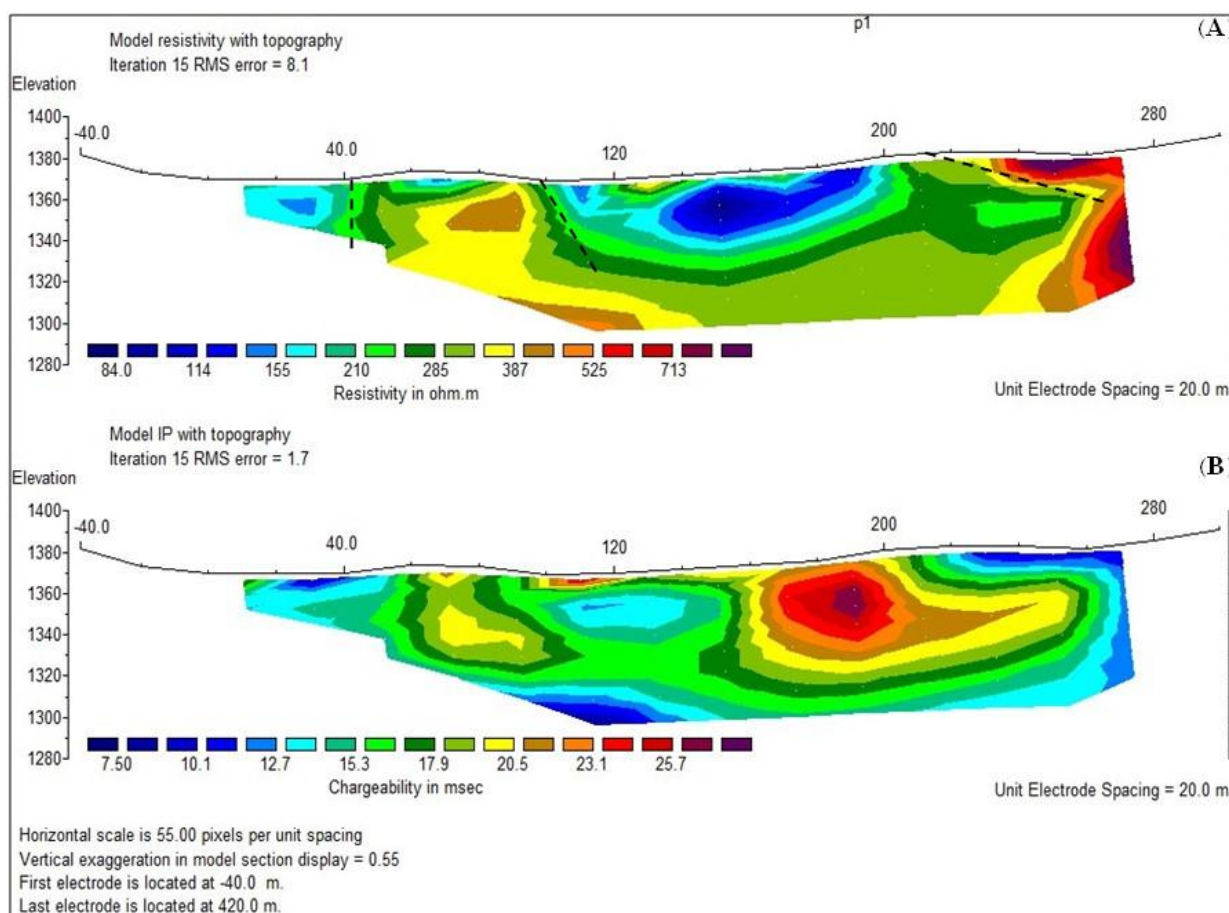 p1
(A)
Model resistivity with topography
Iteration 15 RMS error = 8.1
Elevation
1400
1380
1360
1340
1320
1300
1280
-40.0 40.0 120 200 280
84.0 114 155 210 285 387 525 713
Resistivity in ohm.m
Unit Electrode Spacing = 20.0 m
Model IP with topography
Iteration 15 RMS error = 1.7
(B)
Elevation
1400
1380
1360
1340
1320
1300
1280
-40.0 40.0 120 200 280
7.50 10.1 12.7 15.3 17.9 20.5 23.1 25.7
Chargeability in msec
Unit Electrode Spacing = 20.0 m
Horizontal scale is 55.00 pixels per unit spacing
Vertical exaggeration in model section display = 0.55
First electrode is located at -40.0 m.
Last electrode is located at 420.0 m.